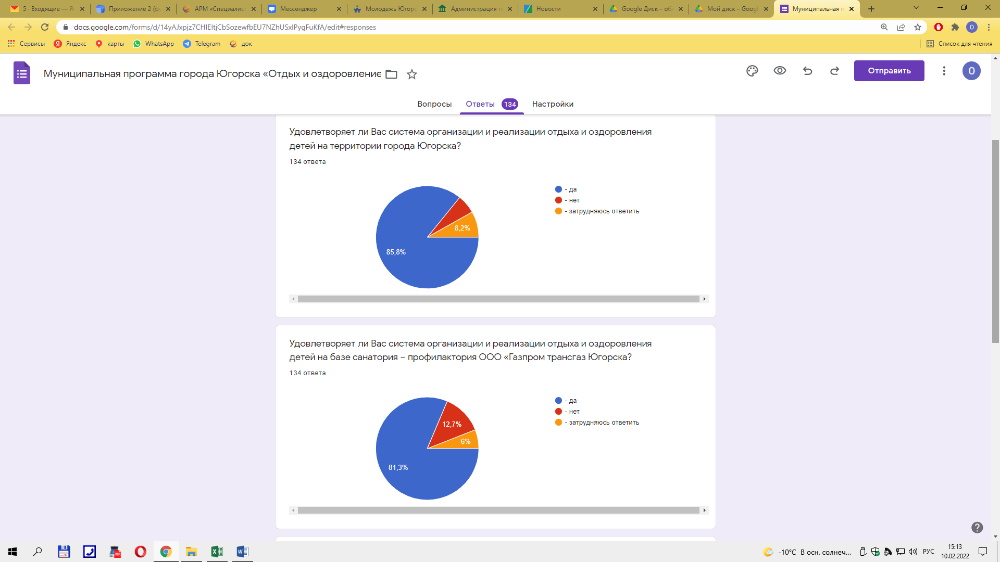 5 · Входящие — Я
Приложение 2 (ф
АРМ «Специалист
Мессенджер
Молодежь Югорс
Администрация г
Новости
Google Диск – об
Мой диск – Googl
Муниципальная п
docs.google.com/forms/d/14yAJxpjz7CHlEItjCbSozewfbEU7NZhUSxlPygFuKfA/edit#responses
O
Сервисы
Яндекс
карты
WhatsApp
Telegram
док
Список для чтения
Муниципальная программа города Югорска «Отдых и оздоровление
Отправить
O
Вопросы
Ответы 134
Настройки
Удовлетворяет ли Вас система организации и реализации отдыха и оздоровления
детей на территории города Югорска?
134 ответа
- да
- нет
- затрудняюсь ответить
8,2%
85,8%
Удовлетворяет ли Вас система организации и реализации отдыха и оздоровления
детей на базе санатория – профилактория ООО «Газпром трансгаз Югорска?
134 ответа
- да
- нет
- затрудняюсь ответить
12,7%
6%
81,3%
-10°C В осн. солнеч...
РУС
15:13
10.02.2022